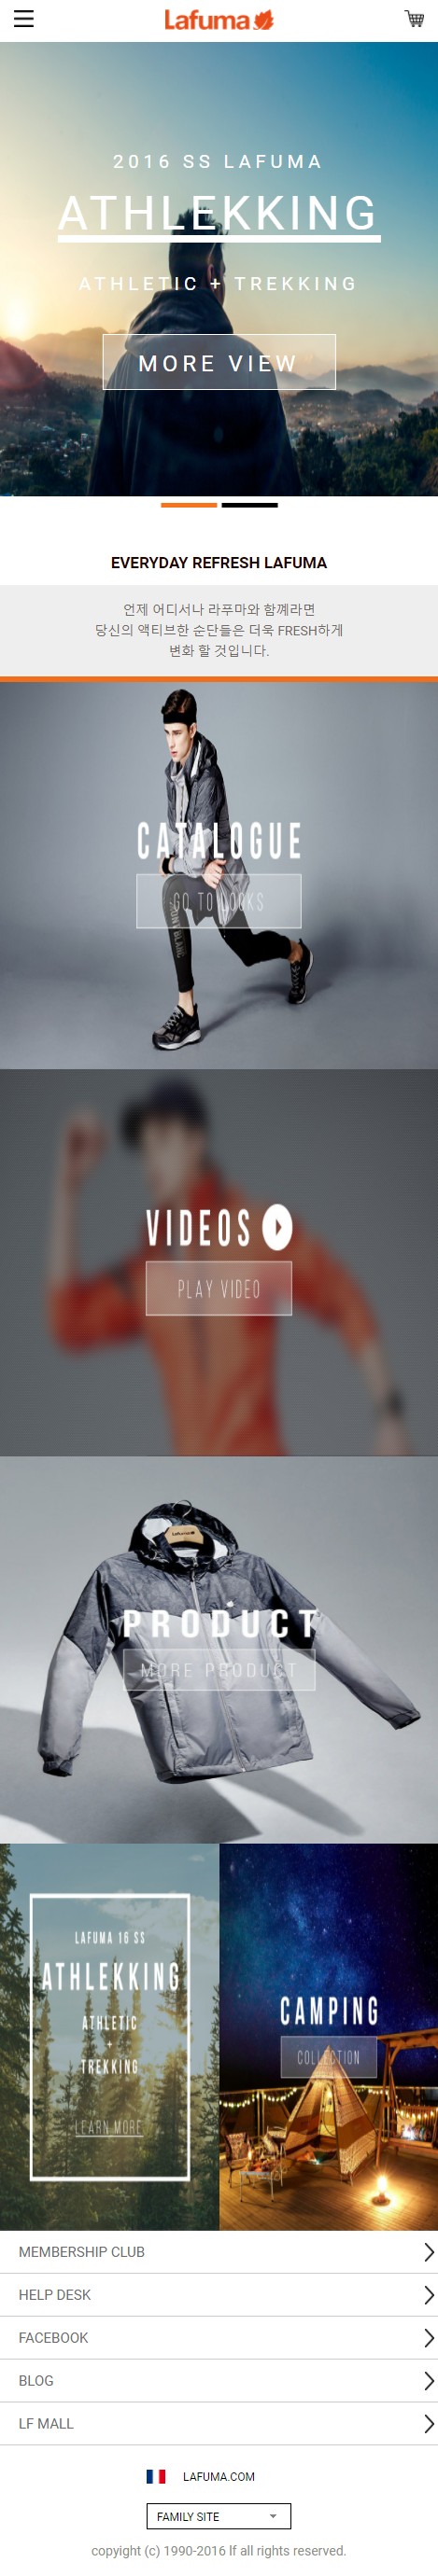 Lafuma
2016 SS LAFUMA
ATHLEKKING
ATHLETIC + TREKKING
MORE VIEW
EVERYDAY REFRESH LAFUMA
언제 어디서나 라푸마와 함꼐라면
당신의 액티브한 순단들은 더욱 FRESH하게
변화 할 것입니다.
CATALOGUE
GO TO LOOKS
VIDEOS
PLAY VIDEO
PRODUCT
MORE PRODUCT
LAFUMA 16 SS
ATHLEKKING
ATHLETIC
+
TREKKING
LEARN MORE
CAMPING
COLLECTION
MEMBERSHIP CLUB
HELP DESK
FACEBOOK
BLOG
LF MALL
LAFUMA.COM
FAMILY SITE
copyight (c) 1990-2016 lf all rights reserved.